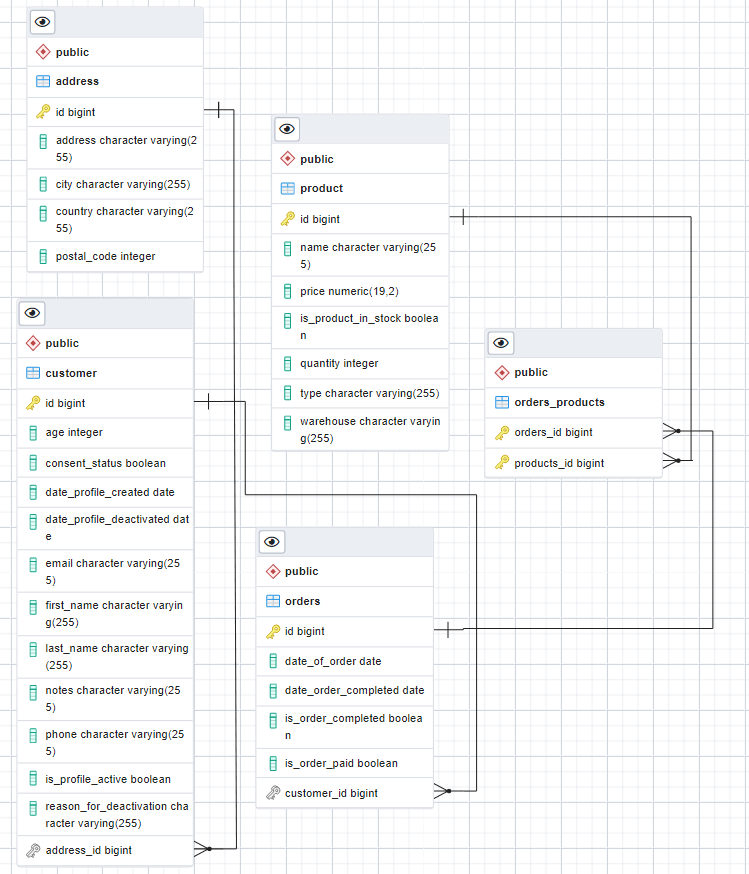 public
address
id bigint
address character varying(2
55)
city character varying(255)
country character varying(2
55)
postal_code integer
public
product
id bigint
name character varying(25
5)
price numeric(19,2)
is_product_in_stock boolea
n
quantity integer
type character varying(255)
warehouse character varyin
g(255)
public
customer
id bigint
age integer
consent_status boolean
date_profile_created date
date_profile_deactivated dat
e
email character varying(25
5)
first_name character varyin
g(255)
last_name character varying
(255)
notes character varying(25
5)
phone character varying(25
5)
is_profile_active boolean
reason_for_deactivation cha
racter varying(255)
address_id bigint
public
orders_products
orders_id bigint
products_id bigint
public
orders
id bigint
date_of_order date
date_order_completed date
is_order_completed boolea
n
is_order_paid boolean
customer_id bigint